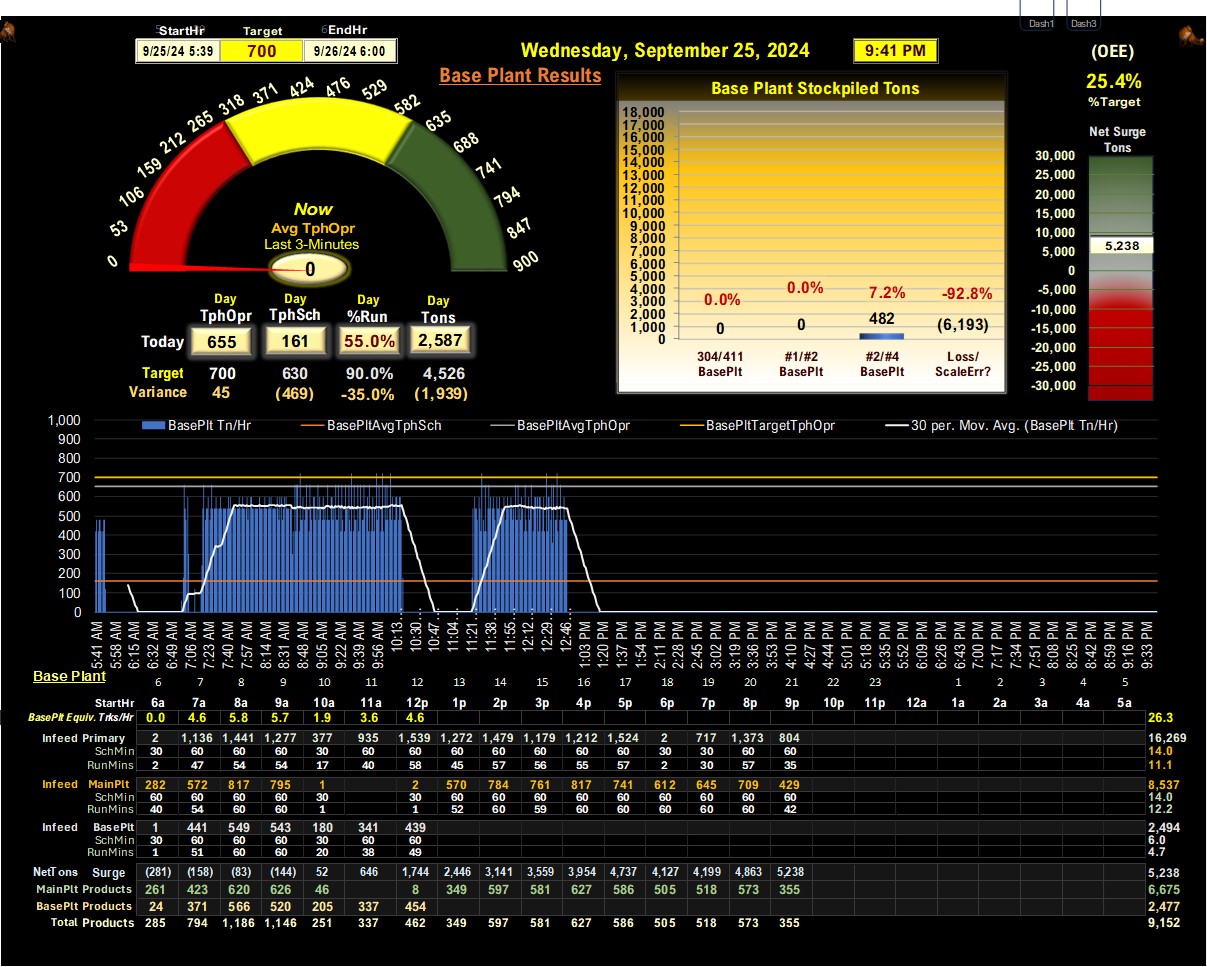 Dash1 Dash3
StartHr Target EndHr
9/25/24 5:39 700 9/26/24 6:00
Wednesday, September 25, 2024 9:41 PM
Base Plant Results
(OEE)
25.4%
%Target
0 53 106 159 212 265 318 371 424 476 529 582 635 688 741 794 847 900
Now
Avg TphOpr
Last 3-Minutes
0
Day Day Day Day
TphOpr TphSch %Run Tons
Today 655 161 55.0% 2,587
Target 700 630 90.0% 4,526
Variance 45 (469) -35.0% (1,939)
Base Plant Stockpiled Tons
18,000
17,000
16,000
15,000
14,000
13,000
12,000
11,000
10,000
9,000
8,000
7,000
6,000
5,000
4,000
3,000
2,000
1,000
0
0.0% 0.0% 7.2% -92.8%
0 0 482 (6,193)
304/411 #1/#2 #2/#4 Loss/
BasePlt BasePlt BasePlt ScaleErr?
Net Surge
Tons
30,000
25,000
20,000
15,000
10,000
5,000
0
-5,000
-10,000
-15,000
-20,000
-25,000
-30,000
5,238
BasePlt Tn/Hr BasePltAvgTphSch BasePltAvgTphOpr BasePltTargetTphOpr 30 per. Mov. Avg. (BasePlt Tn/Hr)
1,000
900
800
700
600
500
400
300
200
100
0
5:41 AM 5:58 AM 6:15 AM 6:32 AM 6:49 AM 7:06 AM 7:23 AM 7:40 AM 7:57 AM 8:14 AM 8:31 AM 8:48 AM 9:05 AM 9:22 AM 9:39 AM 9:56 AM 10:13... 10:30... 10:47... 11:04... 11:21... 11:38... 11:55... 12:12... 12:29... 12:46... 1:03 PM 1:20 PM 1:37 PM 1:54 PM 2:11 PM 2:28 PM 2:45 PM 3:02 PM 3:19 PM 3:36 PM 3:53 PM 4:10 PM 4:27 PM 4:44 PM 5:01 PM 5:18 PM 5:35 PM 5:52 PM 6:09 PM 6:26 PM 6:43 PM 7:00 PM 7:17 PM 7:34 PM 7:51 PM 8:08 PM 8:25 PM 8:42 PM 8:59 PM 9:16 PM 9:33 PM
Base Plant
6 7 8 9 10 11 12 13 14 15 16 17 18 19 20 21 22 23 1 2 3 4 5
StartHr 6a 7a 8a 9a 10a 11a 12p 1p 2p 3p 4p 5p 6p 7p 8p 9p 10p 11p 12a 1a 2a 3a 4a 5a
BasePlt Equiv. Trks/Hr 0.0 4.6 5.8 5.7 1.9 3.6 4.6 26.3
Infeed Primary 2 1,136 1,441 1,277 377 935 1,539 1,272 1,479 1,179 1,212 1,524 2 717 1,373 804 16,269
SchMin 30 60 60 60 30 60 60 60 60 60 60 60 30 30 60 60 14.0
RunMins 2 47 54 54 17 40 58 45 57 56 55 57 2 30 57 35 11.1
Infeed MainPlt 282 572 817 795 1 2 570 784 761 817 741 612 645 709 429 8,537
SchMin 60 60 60 60 30 30 60 60 60 60 60 60 60 60 60 14.0
RunMins 40 54 60 60 1 1 52 60 59 60 60 60 60 60 42 12.2
Infeed BasePlt 1 441 549 543 180 341 439 2,494
SchMin 30 60 60 60 30 60 60 6.0
RunMins 1 51 60 60 20 38 49 4.7
NetTons Surge (281) (158) (83) (144) 52 646 1,744 2,446 3,141 3,559 3,954 4,737 4,127 4,199 4,863 5,238 5,238
MainPlt Products 261 423 620 626 46 8 349 597 581 627 586 505 518 573 355 6,675
BasePlt Products 24 371 566 520 205 337 454 2,477
Total Products 285 794 1,186 1,146 251 337 462 349 597 581 627 586 505 518 573 355 9,152